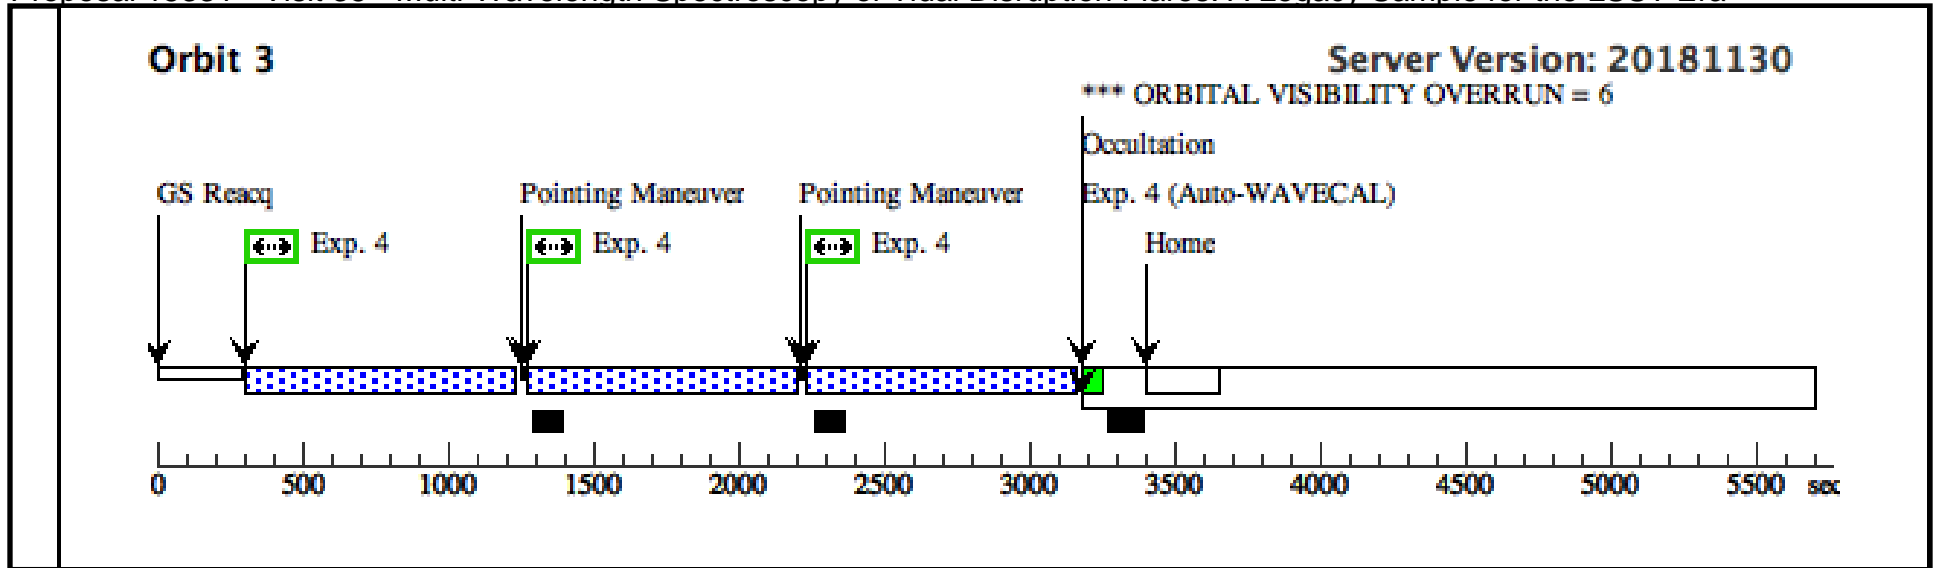 Orbit 3
Server Version: 20181130
*** ORBITAL VISIBILITY OVERRUN = 6
Occultation
GS Reacq
Pointing Maneuver
Pointing Maneuver
Exp. 4 (Auto-WAVECAL)
Exp. 4
Exp. 4
Exp. 4
Home
0 500 1000 1500 2000 2500 3000 3500 4000 4500 5000 5500 sec